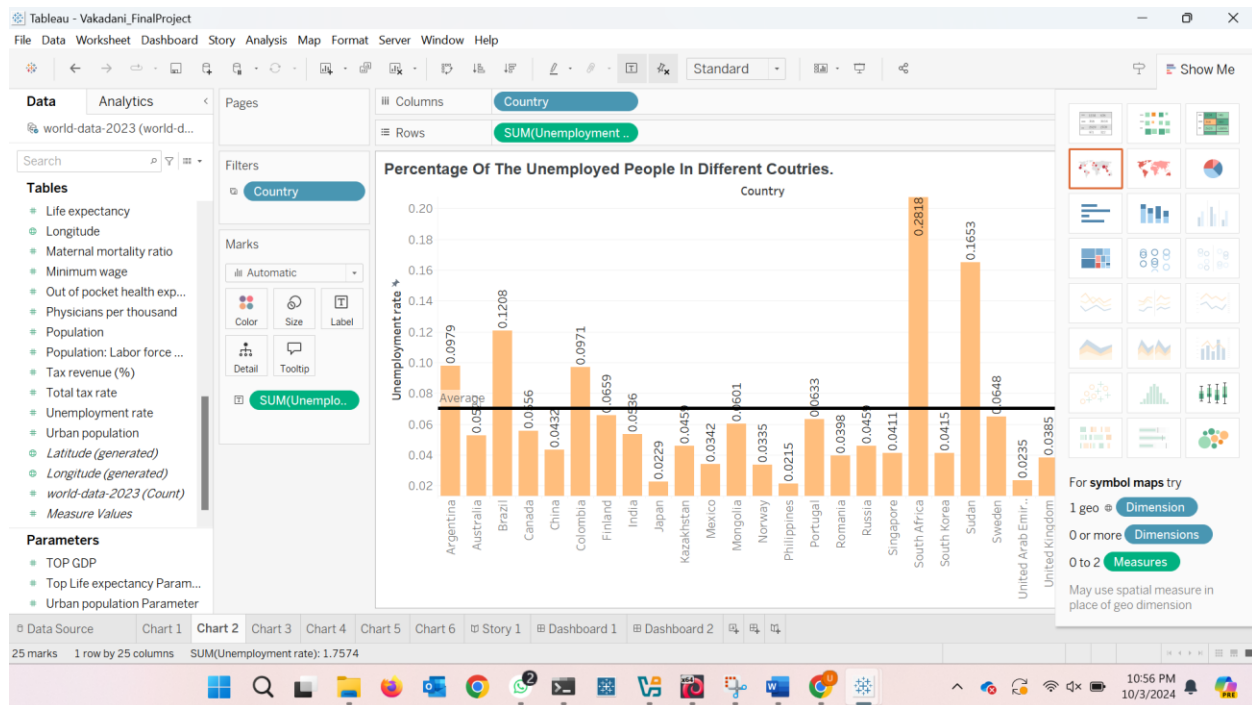 Tableau - Vakadani_FinalProject
File Data Worksheet Dashboard Story Analysis Map Format Server Window Help
Standard
Show Me
Data Analytics
world-data-2023 (world-d...
Search
Tables
Life expectancy
Longitude
Maternal mortality ratio
Minimum wage
Out of pocket health exp...
Physicians per thousand
Population
Population: Labor force ...
Tax revenue (%)
Total tax rate
Unemployment rate
Urban population
Latitude (generated)
Longitude (generated)
world-data-2023 (Count)
Measure Values
Parameters
TOP GDP
Top Life expectancy Param...
Urban population Parameter
Pages
Filters
Country
Marks
Automatic
Color Size Label
Detail Tooltip
SUM(Unemplo..
Columns Country
Rows SUM(Unemployment ..
Percentage Of The Unemployed People In Different Coutries.
Country
Unemployment rate
0.20
0.18
0.16
0.14
0.12
0.10
0.08
0.06
0.04
0.02
Average
0.0979
0.1208
0.0556
0.0432
0.0971
0.0659
0.0536
0.0229
0.0459
0.0342
0.0601
0.0335
0.0215
0.0633
0.0398
0.0459
0.0411
0.2818
0.0415
0.1653
0.0648
0.0235
0.0385
Argentina
Australia
Brazil
Canada
China
Colombia
Finland
India
Japan
Kazakhstan
Mexico
Mongolia
Norway
Philippines
Portugal
Romania
Russia
Singapore
South Africa
South Korea
Sudan
Sweden
United Arab Emir..
United Kingdom
For symbol maps try
1 geo Dimension
0 or more Dimensions
0 to 2 Measures
May use spatial measure in
place of geo dimension
Data Source Chart 1 Chart 2 Chart 3 Chart 4 Chart 5 Chart 6 Story 1 Dashboard 1 Dashboard 2
25 marks 1 row by 25 columns SUM(Unemployment rate): 1.7574
2
U
10:56 PM
10/3/2024
PRE